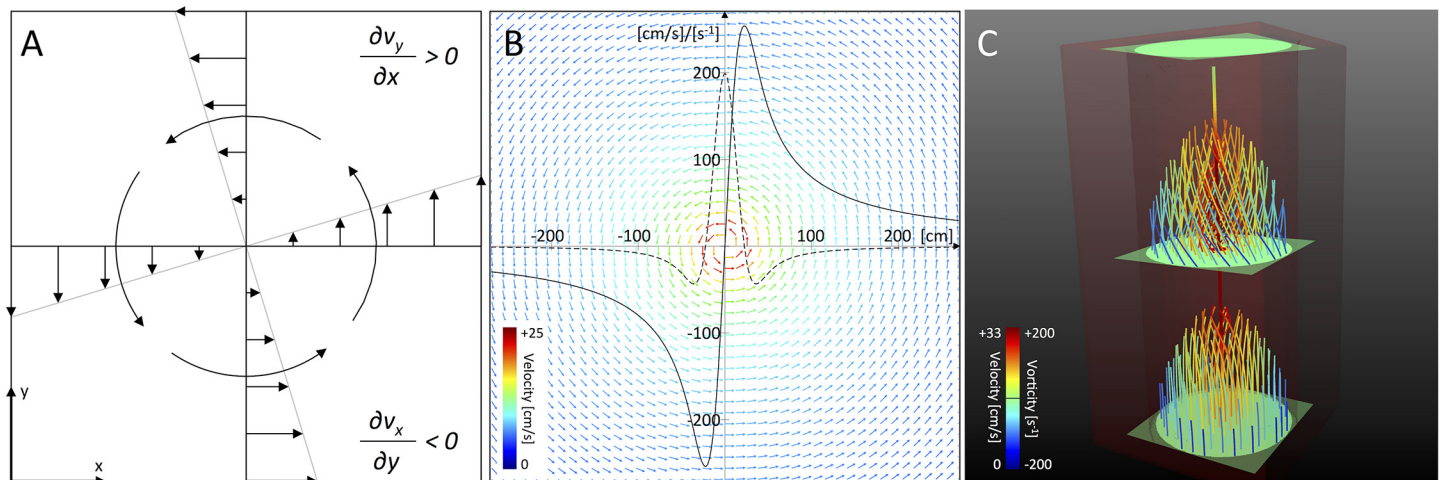 A
∂v_y
∂x
> 0
∂v_x
∂y
< 0
y
x
B
[cm/s]/[s⁻¹]
200
100
-200
-100
100
200
[cm]
-100
-200
+25
Velocity [cm/s]
0
C
+33
+200
Velocity [cm/s]
Vorticity [s⁻¹]
0
-200